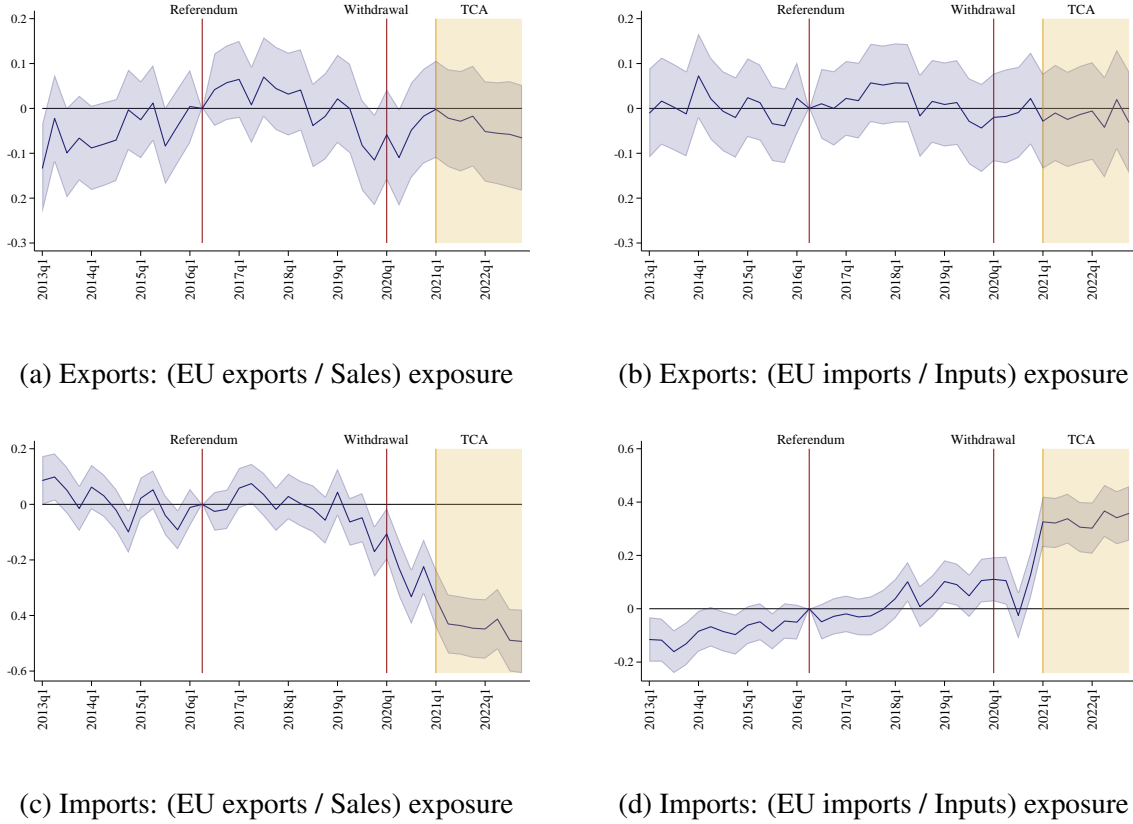 Referendum Withdrawal TCA
0.2
0.1
0
-0.1
0.2
-0.3
2013q1 2014q1 2015q1 2016q1 2017q1 2018q1 2019q1 2020q1 2021q1 2022q1
(a) Exports: (EU exports / Sales) exposure
Referendum Withdrawal TCA
0.2
0.1
0
-0.1
0.2
-0.3
2013q1 2014q1 2015q1 2016q1 2017q1 2018q1 2019q1 2020q1 2021q1 2022q1
(b) Exports: (EU imports / Inputs) exposure
Referendum Withdrawal TCA
0.2
0
-0.2
-0.4
-0.6
2013q1 2014q1 2015q1 2016q1 2017q1 2018q1 2019q1 2020q1 2021q1 2022q1
(c) Imports: (EU exports / Sales) exposure
Referendum Withdrawal TCA
0.6
0.4
0.2
0
-0.2
2013q1 2014q1 2015q1 2016q1 2017q1 2018q1 2019q1 2020q1 2021q1 2022q1
(d) Imports: (EU imports / Inputs) exposure